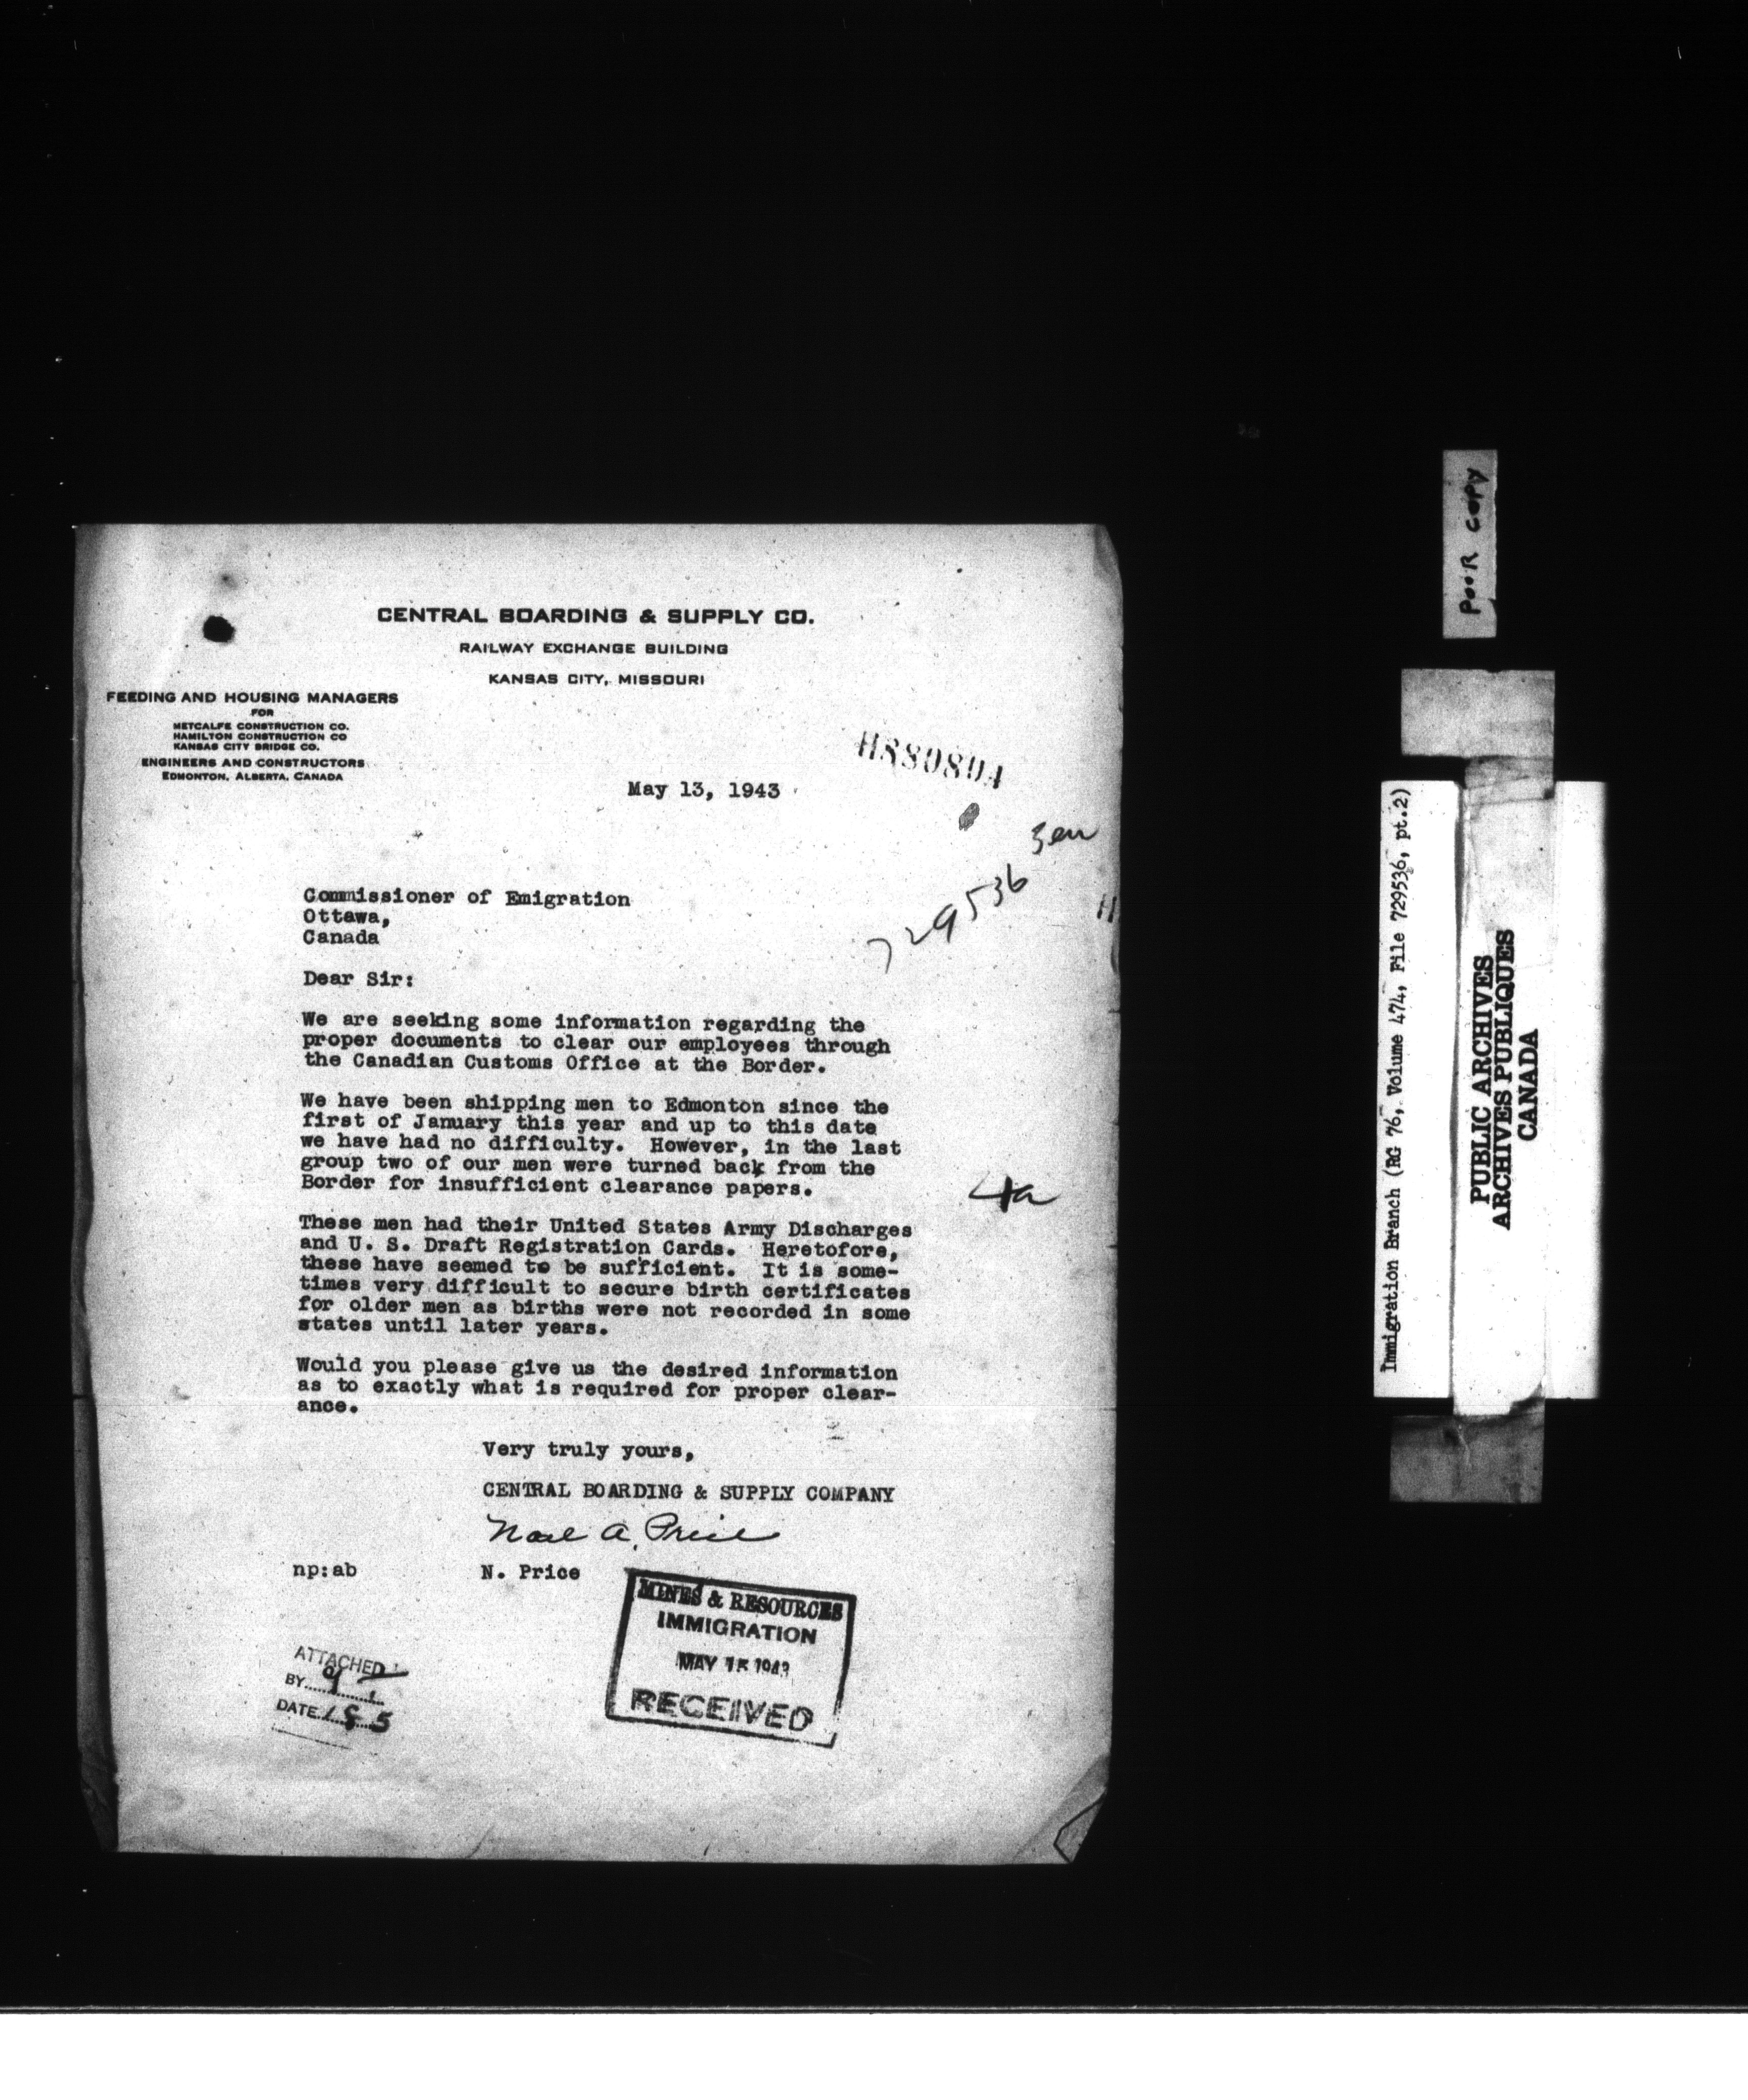 CENTRAL BOARDING & SUPPLY CO.
RAILWAY EXCHANGE BUILDING
KANSAS CITY, MISSOURI
FEEDING AND HOUSING MANAGERS
FOR
METCALFE CONSTRUCTION CO.
HAMILTON CONSTRUCTION CO
KANSAS CITY BRIDGE CO.
ENGINEERS AND CONSTRUCTORS
EDMONTON, ALBERTA, CANADA
May 13, 1943
729536
Commissioner of Emigration
Ottawa,
Canada
Dear Sir:
We are seeking some information regarding the
proper documents to clear our employees through
the Canadian Customs Office at the Border.
We have been shipping men to Edmonton since the
first of January this year and up to this date
we have had no difficulty. However, in the last
group two of our men were turned back from the
Border for insufficient clearance papers.
These men had their United States Army Discharges
and U. S. Draft Registration Cards. Heretofore,
these have seemed to be sufficient. It is some-
times very difficult to secure birth certificates
for older men as births were not recorded in some
states until later years.
Would you please give us the desired information
as to exactly what is required for proper clear-
ance.
Very truly yours,
CENTRAL BOARDING & SUPPLY COMPANY
A. Price
np:ab
N. Price
MINES & RESOURCES
IMMIGRATION
MAY 15 1943
RECEIVED
ATTACHED
BY
DATE
POOR COPY
Immigration Branch (RG 76, Volume 474, File 729536, pt.2)
PUBLIC ARCHIVES
ARCHIVES PUBLIQUES
CANADA